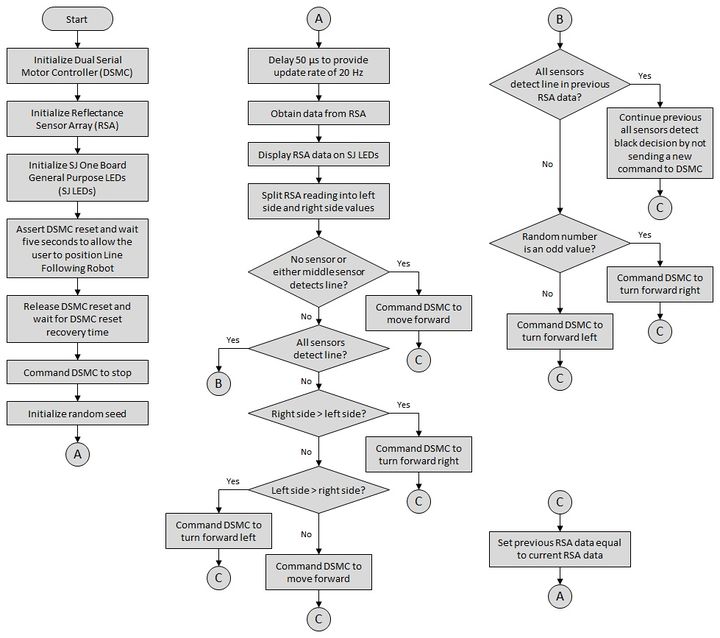 Start
Initialize Dual Serial
Motor Controller (DSMC)
Initialize Reflectance
Sensor Array (RSA)
Initialize SJ One Board
General Purpose LEDs
(SJ LEDs)
Assert DSMC reset and wait
five seconds to allow the
user to position Line
Following Robot
Release DSMC reset and
wait for DSMC reset
recovery time
Command DSMC to stop
Initialize random seed
A
A
Delay 50 µs to provide
update rate of 20 Hz
Obtain data from RSA
Display RSA data on SJ LEDs
Split RSA reading into left
side and right side values
No sensor or
either middle sensor
detects line?
Yes
Command DSMC to
move forward
C
No
All sensors
detect line?
Yes
B
No
Right side > left side?
Yes
Command DSMC to
turn forward right
C
No
Left side > right side?
Yes
Command DSMC to
turn forward left
C
No
Command DSMC to
move forward
C
B
All sensors
detect line in previous
RSA data?
Yes
Continue previous
all sensors detect
black decision by not
sending a new
command to DSMC
C
No
Random number
is an odd value?
Yes
Command DSMC to
turn forward right
C
No
Command DSMC to
turn forward left
C
C
Set previous RSA data equal
to current RSA data
A